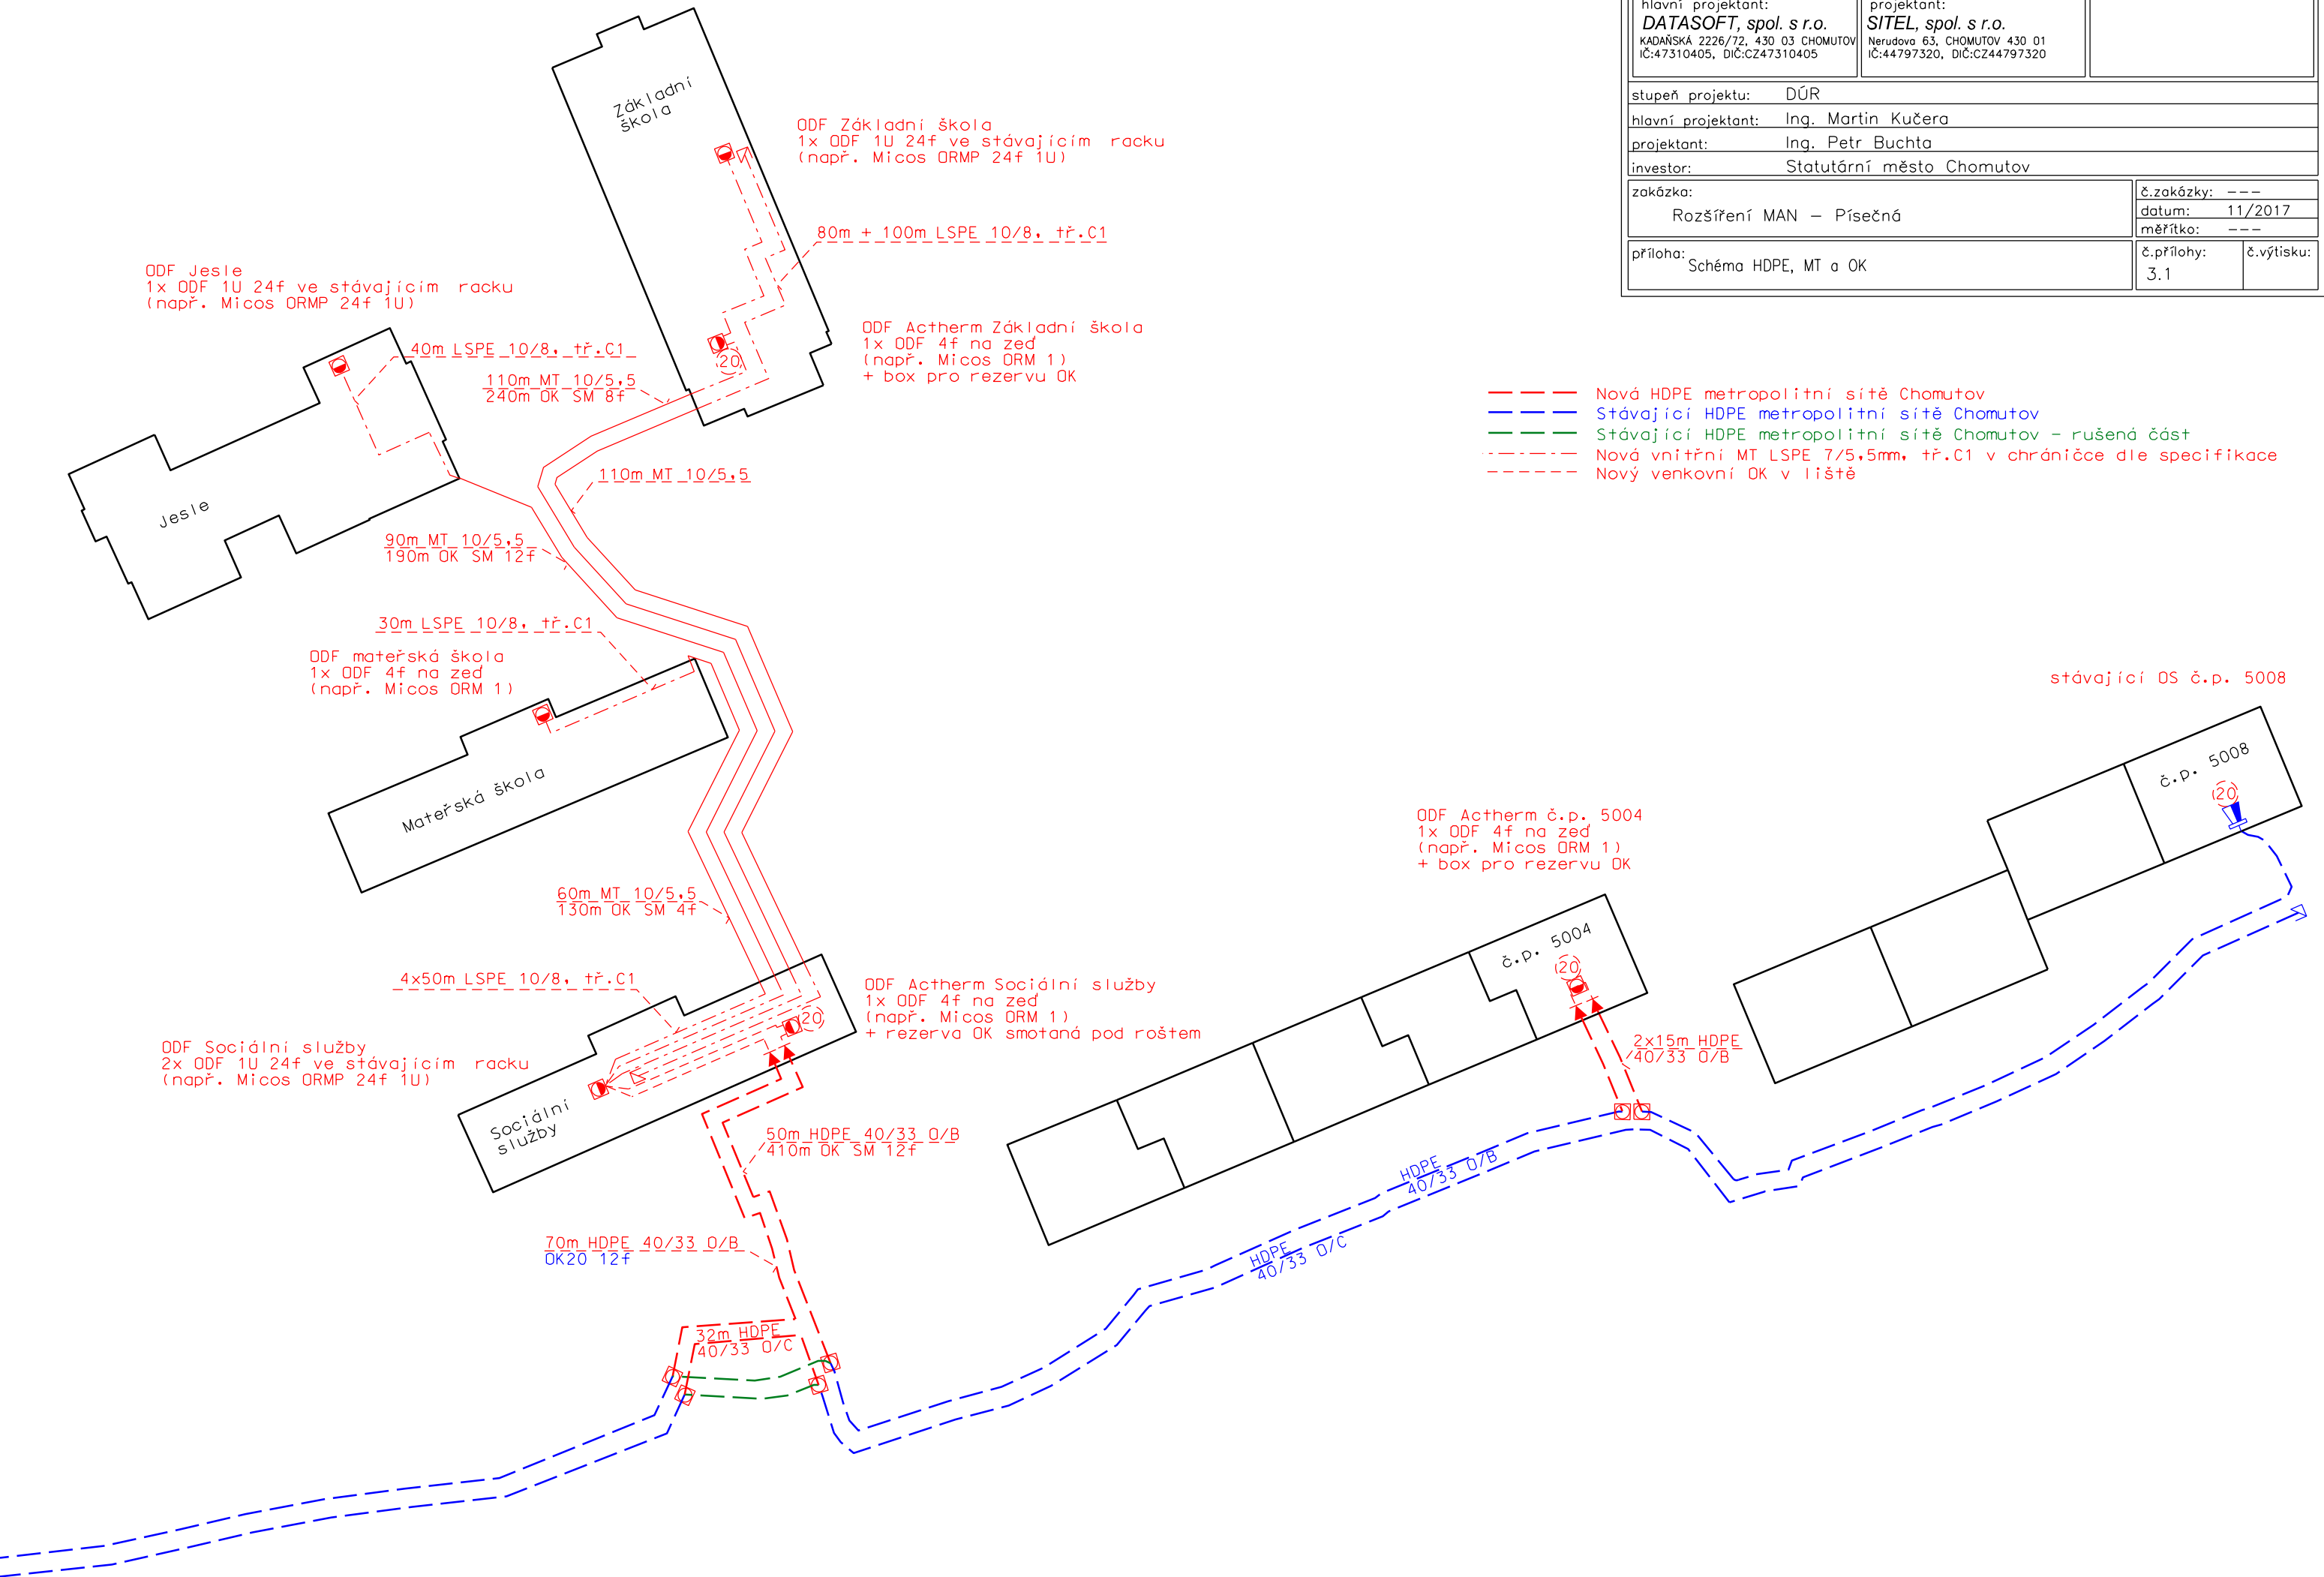 hlavní projektant:
DATASOFT, spol. s r.o.
KADAŇSKÁ 2226/72, 430 03 CHOMUTOV
IČ:47310405, DIČ:CZ47310405
projektant:
SITEL, spol. s r.o.
Nerudova 63, CHOMUTOV 430 01
IČ:44797320, DIČ:CZ44797320
stupeň projektu: DÚR
hlavní projektant: Ing. Martin Kučera
projektant: Ing. Petr Buchta
investor: Statutární město Chomutov
zakázka:
Rozšíření MAN – Písečná
č.zakázky: ---
datum: 11/2017
měřítko: ---
příloha:
Schéma HDPE, MT a OK
č.přílohy:
3.1
č.výtisku:
Základní
škola
ODF Základní škola
1x ODF 1U 24f ve stávajícím racku
(např. Micos ORMP 24f 1U)
80m + 100m LSPE 10/8, tř.C1
ODF Jesle
1x ODF 1U 24f ve stávajícím racku
(např. Micos ORMP 24f 1U)
40m LSPE 10/8, tř.C1
110m MT 10/5,5
240m OK SM 8f
20
ODF Actherm Základní škola
1x ODF 4f na zeď
(např. Micos ORM 1)
+ box pro rezervu OK
Nová HDPE metropolitní sítě Chomutov
Stávající HDPE metropolitní sítě Chomutov
Stávající HDPE metropolitní sítě Chomutov - rušená část
Nová vnitřní MT LSPE 7/5,5mm, tř.C1 v chráničce dle specifikace
Nový venkovní OK v liště
110m MT 10/5,5
Jesle
90m MT 10/5,5
190m OK SM 12f
30m LSPE 10/8, tř.C1
ODF mateřská škola
1x ODF 4f na zeď
(např. Micos ORM 1)
Mateřská škola
stávající OS č.p. 5008
č.p. 5008
20
ODF Actherm č.p. 5004
1x ODF 4f na zeď
(např. Micos ORM 1)
+ box pro rezervu OK
60m MT 10/5,5
130m OK SM 4f
č.p. 5004
20
4x50m LSPE 10/8, tř.C1
ODF Actherm Sociální služby
1x ODF 4f na zeď
(např. Micos ORM 1)
+ rezerva OK smotaná pod roštem
20
ODF Sociální služby
2x ODF 1U 24f ve stávajícím racku
(např. Micos ORMP 24f 1U)
2x15m HDPE
40/33 O/B
Sociální
služby
50m HDPE 40/33 O/B
410m OK SM 12f
HDPE
40/33 O/B
HDPE
40/33 O/C
70m HDPE 40/33 O/B
OK20 12f
32m HDPE
40/33 O/C